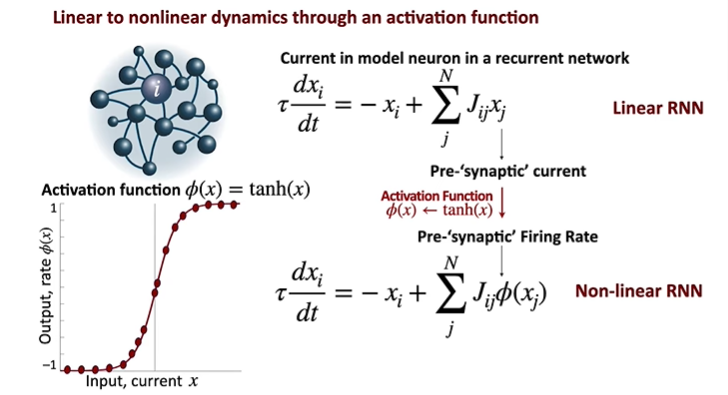 Linear to nonlinear dynamics through an activation function
Current in model neuron in a recurrent network
i
τ dx_i/dt = − x_i + ∑_j^N J_ij x_j
Linear RNN
Pre-‘synaptic’ current
Activation function ϕ(x) = tanh(x)
Activation Function
ϕ(x) ← tanh(x)
Pre-‘synaptic’ Firing Rate
τ dx_i/dt = − x_i + ∑_j^N J_ij ϕ(x_j)
Non-linear RNN
1
Output, rate ϕ(x)
−1
Input, current x